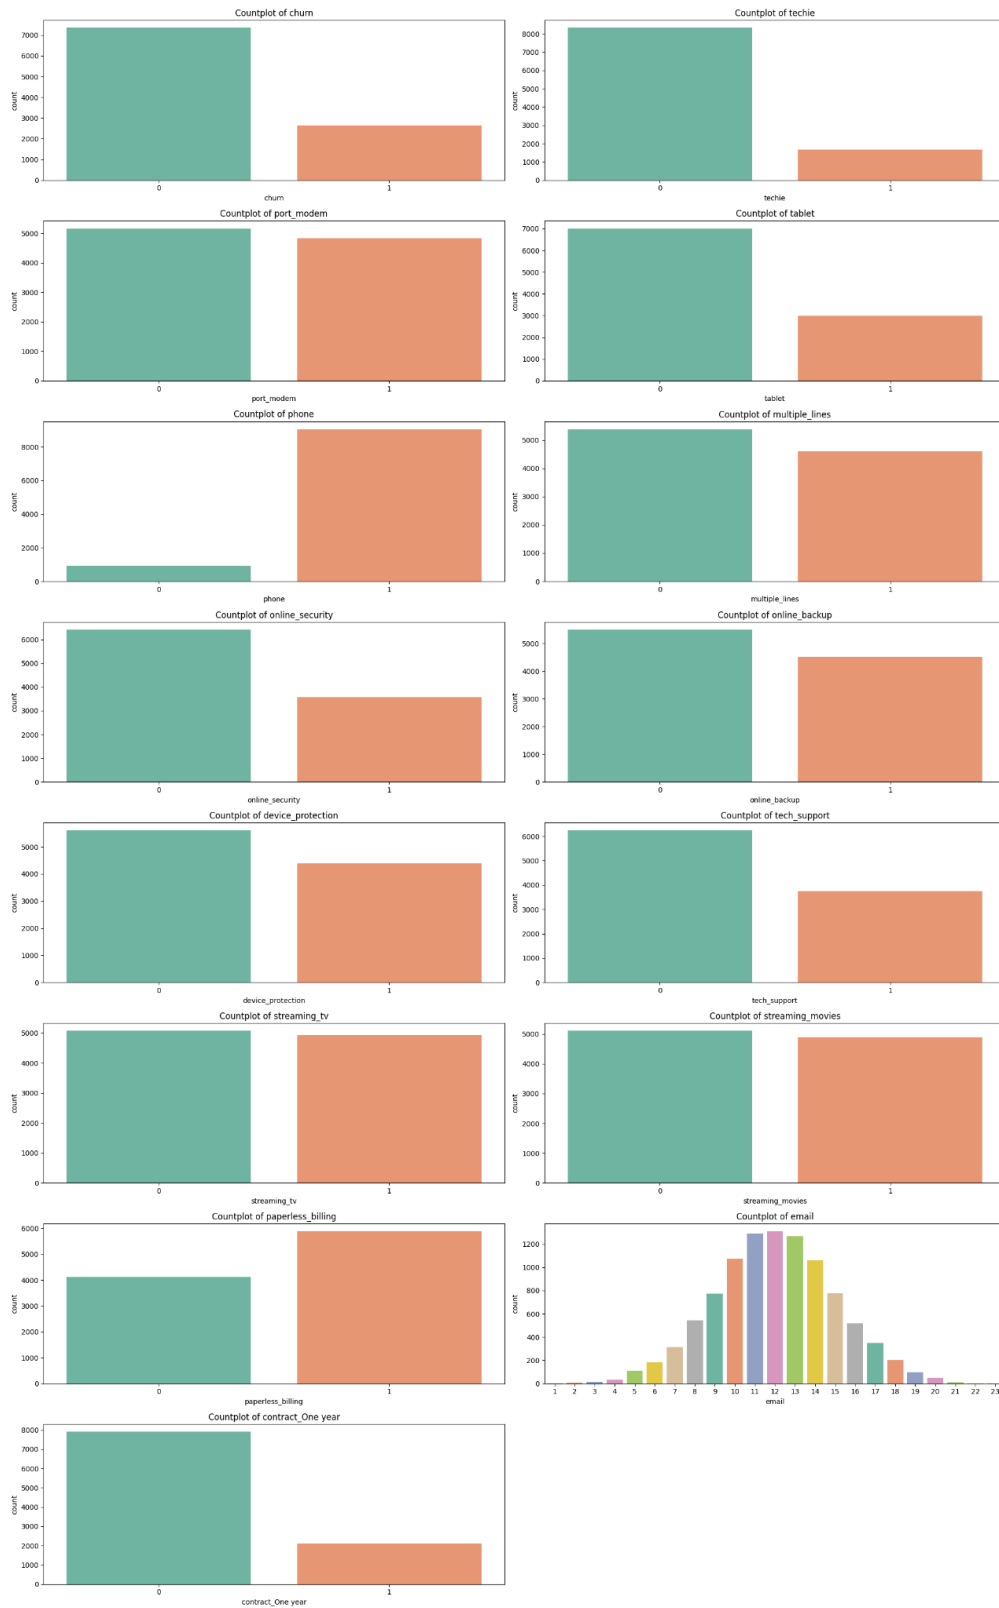 Countplot of churn
count
7000
6000
5000
4000
3000
2000
1000
0
0 1
churn
Countplot of techie
count
8000
7000
6000
5000
4000
3000
2000
1000
0
0 1
techie
Countplot of port_modem
count
5000
4000
3000
2000
1000
0
0 1
port_modem
Countplot of tablet
count
7000
6000
5000
4000
3000
2000
1000
0
0 1
tablet
Countplot of phone
count
8000
6000
4000
2000
0
0 1
phone
Countplot of multiple_lines
count
5000
4000
3000
2000
1000
0
0 1
multiple_lines
Countplot of online_security
count
6000
5000
4000
3000
2000
1000
0
0 1
online_security
Countplot of online_backup
count
5000
4000
3000
2000
1000
0
0 1
online_backup
Countplot of device_protection
count
5000
4000
3000
2000
1000
0
0 1
device_protection
Countplot of tech_support
count
6000
5000
4000
3000
2000
1000
0
0 1
tech_support
Countplot of streaming_tv
count
5000
4000
3000
2000
1000
0
0 1
streaming_tv
Countplot of streaming_movies
count
5000
4000
3000
2000
1000
0
0 1
streaming_movies
Countplot of paperless_billing
count
6000
5000
4000
3000
2000
1000
0
0 1
paperless_billing
Countplot of email
count
1200
1000
800
600
400
200
0
1 2 3 4 5 6 7 8 9 10 11 12 13 14 15 16 17 18 19 20 21 22 23
email
Countplot of contract_One year
count
8000
7000
6000
5000
4000
3000
2000
1000
0
0 1
contract_One year